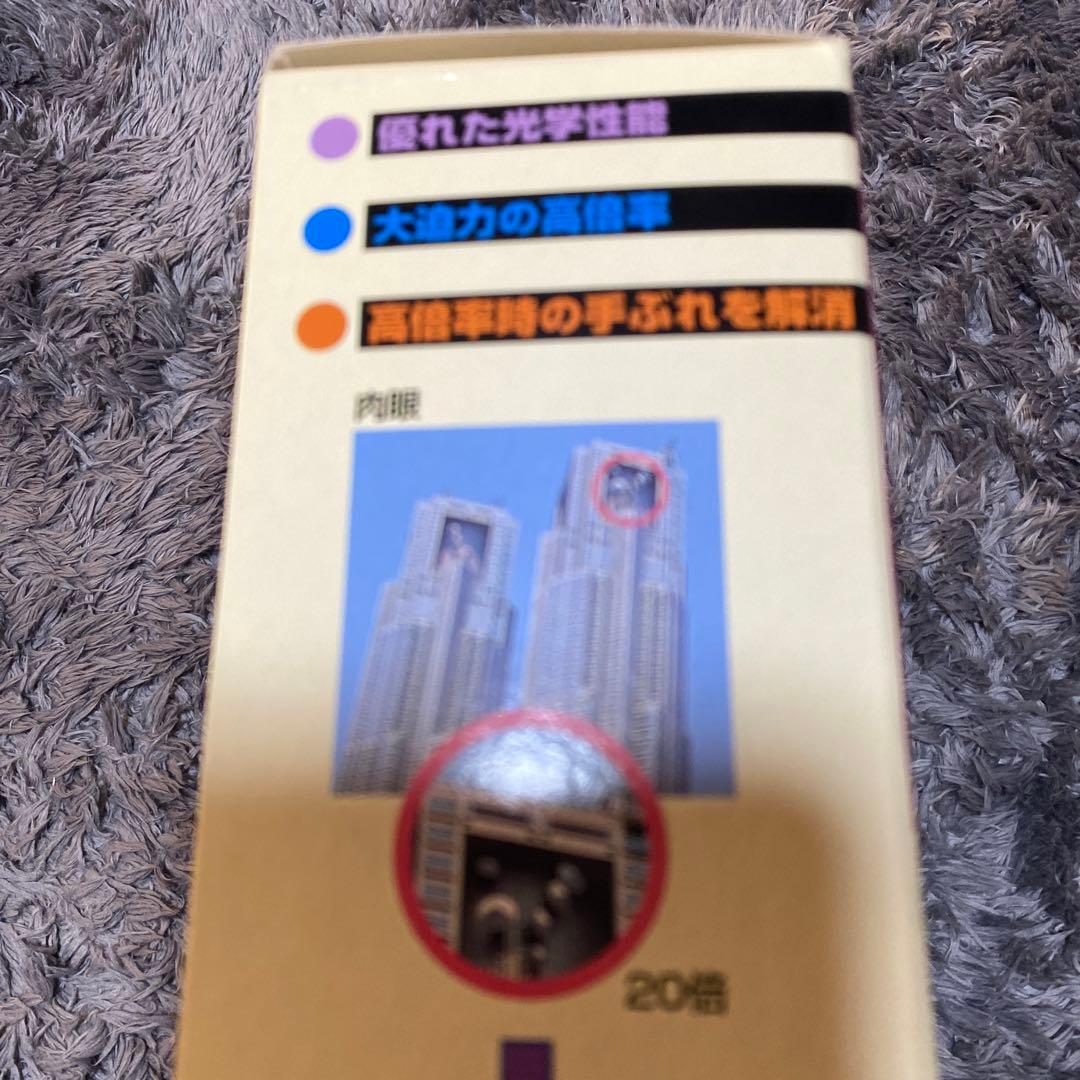 優れた光学性能
大迫力の高倍率
高倍率時の手ぶれを解消
肉眼
20倍